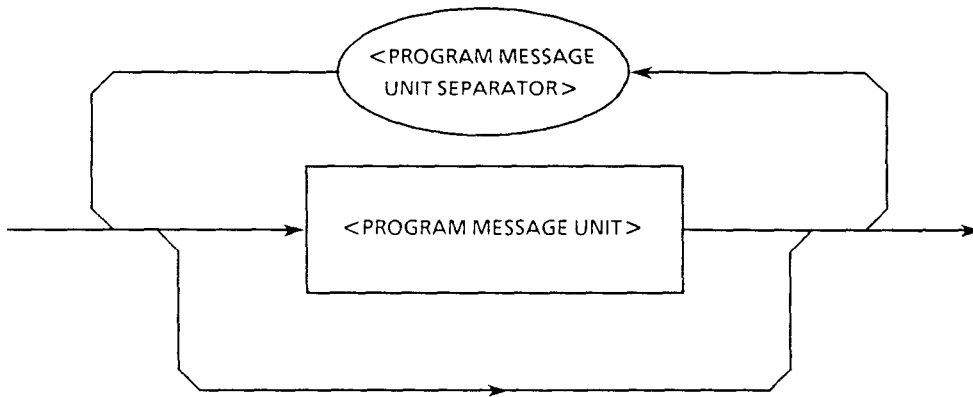 <PROGRAM MESSAGE
UNIT SEPARATOR>
<PROGRAM MESSAGE UNIT>